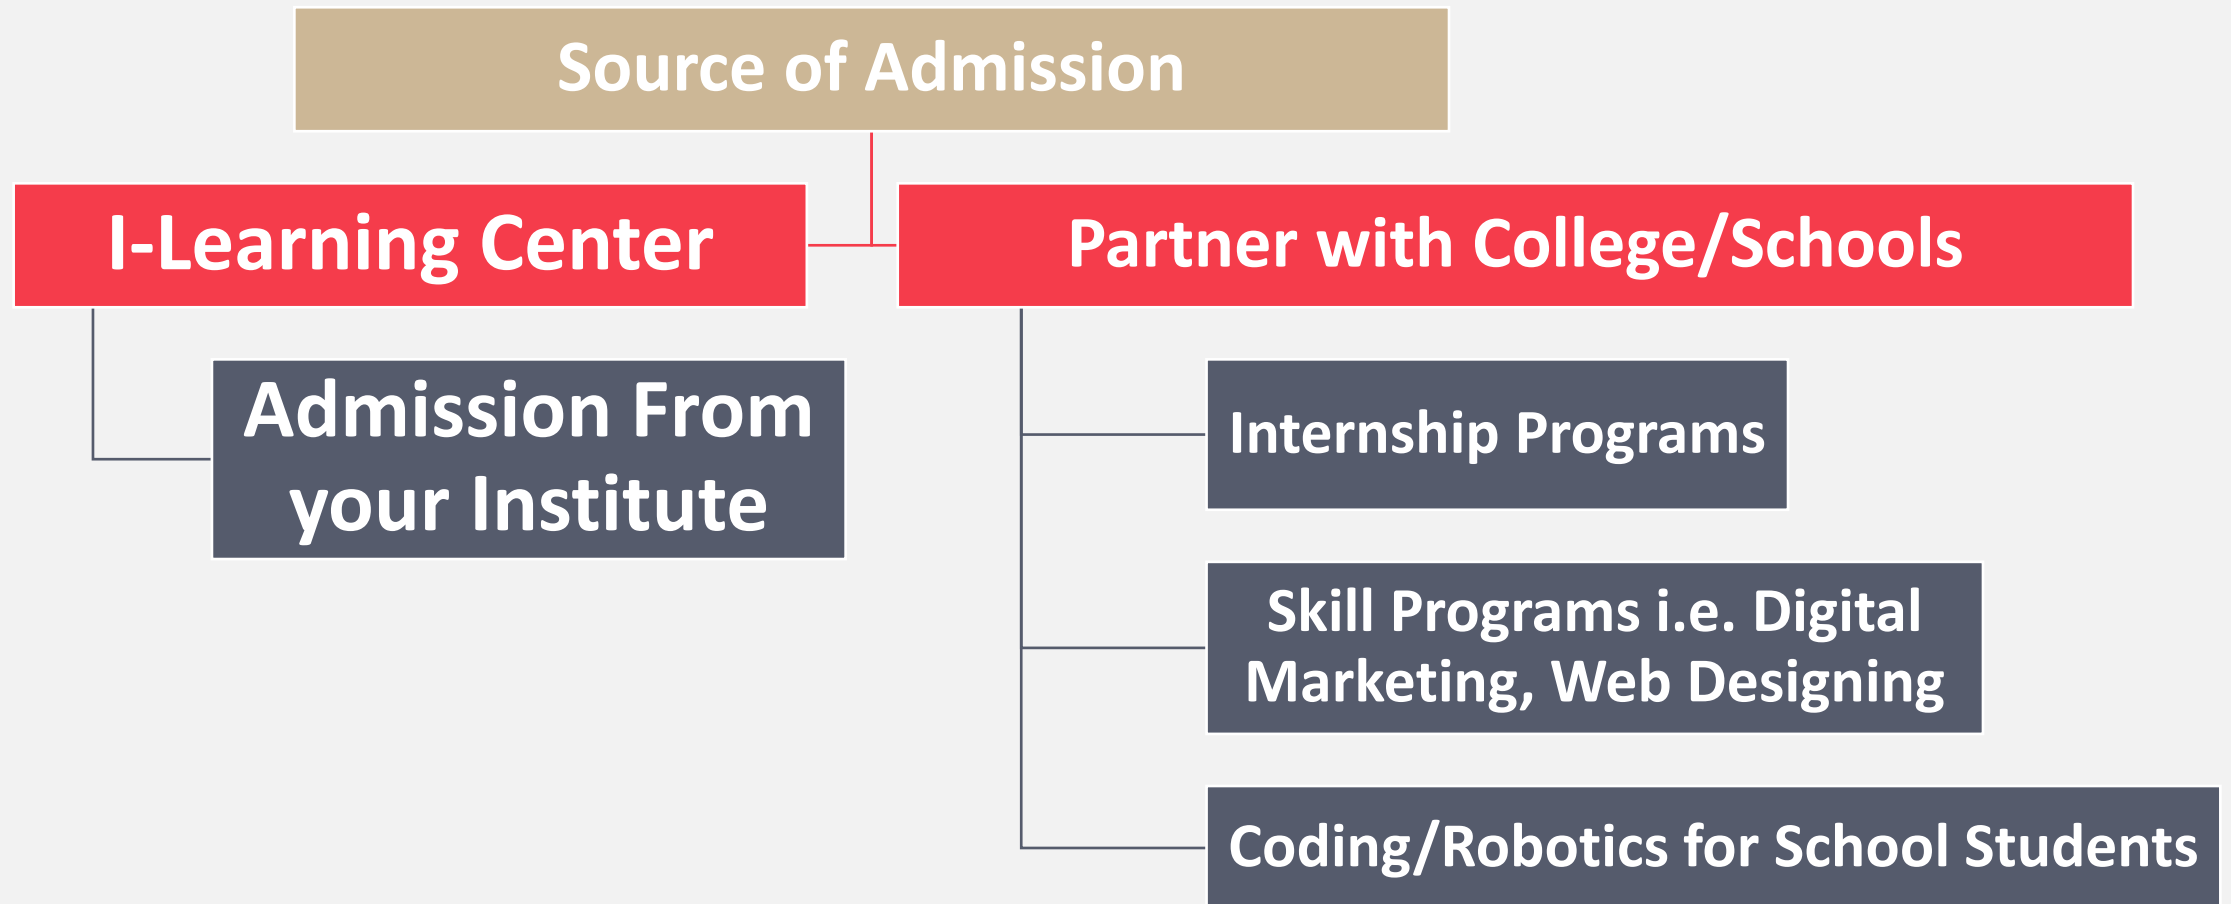 Source of Admission
I-Learning Center
Partner with College/Schools
Admission From
your Institute
Internship Programs
Skill Programs i.e. Digital
Marketing, Web Designing
Coding/Robotics for School Students